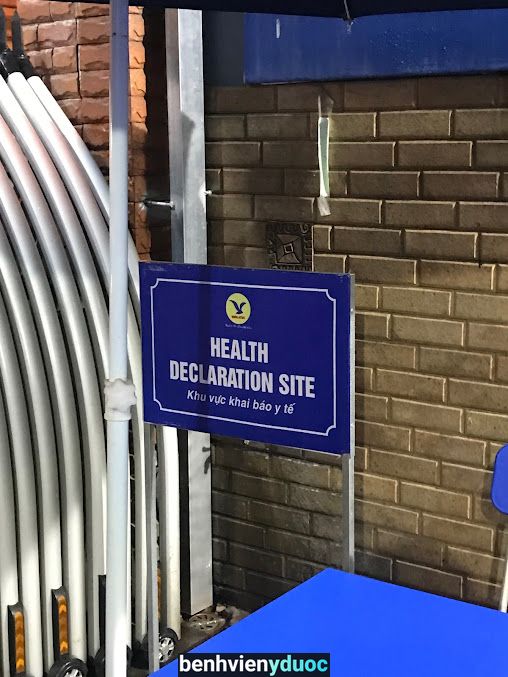 HEALTH
DECLARATION SITE
Khu vực khai báo y tế
benhvienyduoc